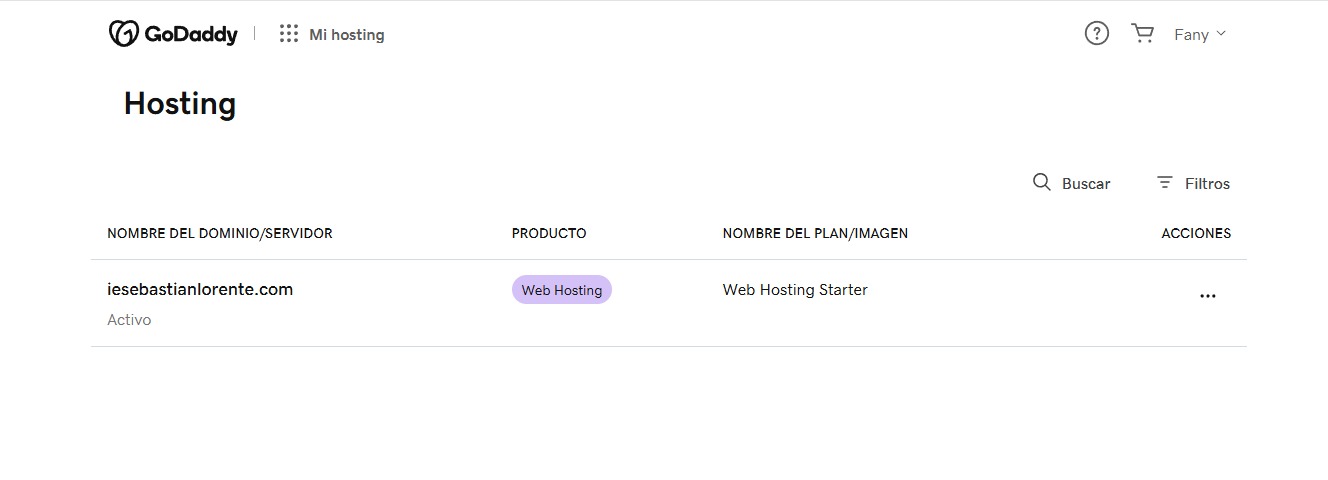 GoDaddy Mi hosting Fany
Hosting
Buscar Filtros
NOMBRE DEL DOMINIO/SERVIDOR PRODUCTO NOMBRE DEL PLAN/IMAGEN ACCIONES
iesebastianlorente.com Web Hosting Web Hosting Starter
Activo